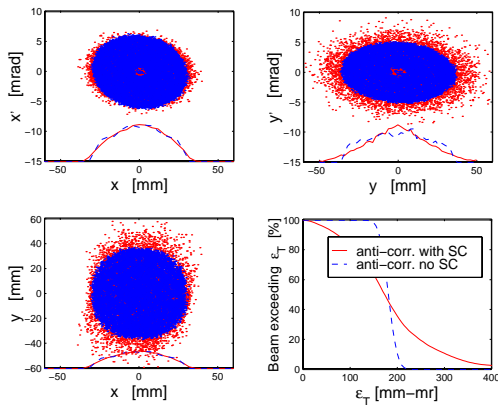 10
5
0
−5
−10
−15
x' [mrad]
−50 0 50
x [mm]
10
5
0
−5
−10
−15
y' [mrad]
−50 0 50
y [mm]
60
40
20
0
−20
−40
−60
y [mm]
−50 0 50
x [mm]
100
80
60
40
20
0
Beam exceeding ε_T [%]
anti−corr. with SC
anti−corr. no SC
0 100 200 300 400
ε_T [mm−mr]